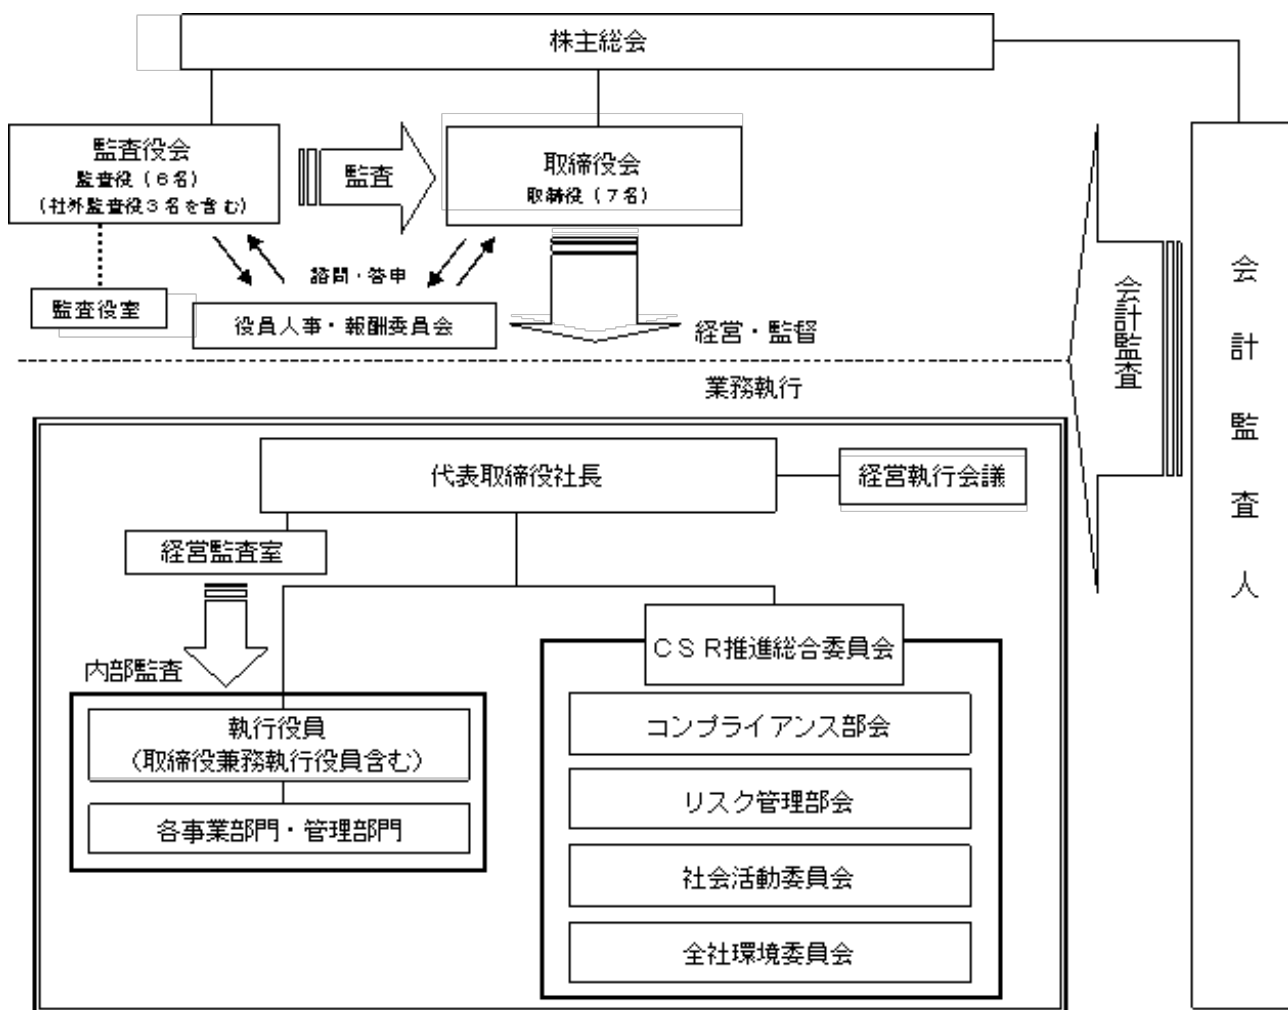 株主総会
監査役会
監査役（６名）
（社外監査役３名を含む）
監査
取締役会
取締役（７名）
諮問・答申
監査役室
役員人事・報酬委員会
経営・監督
業務執行
会計監査
会計監査人
代表取締役社長
経営執行会議
経営監査室
内部監査
執行役員
（取締役兼務執行役員含む）
各事業部門・管理部門
ＣＳＲ推進総合委員会
コンプライアンス部会
リスク管理部会
社会活動委員会
全社環境委員会